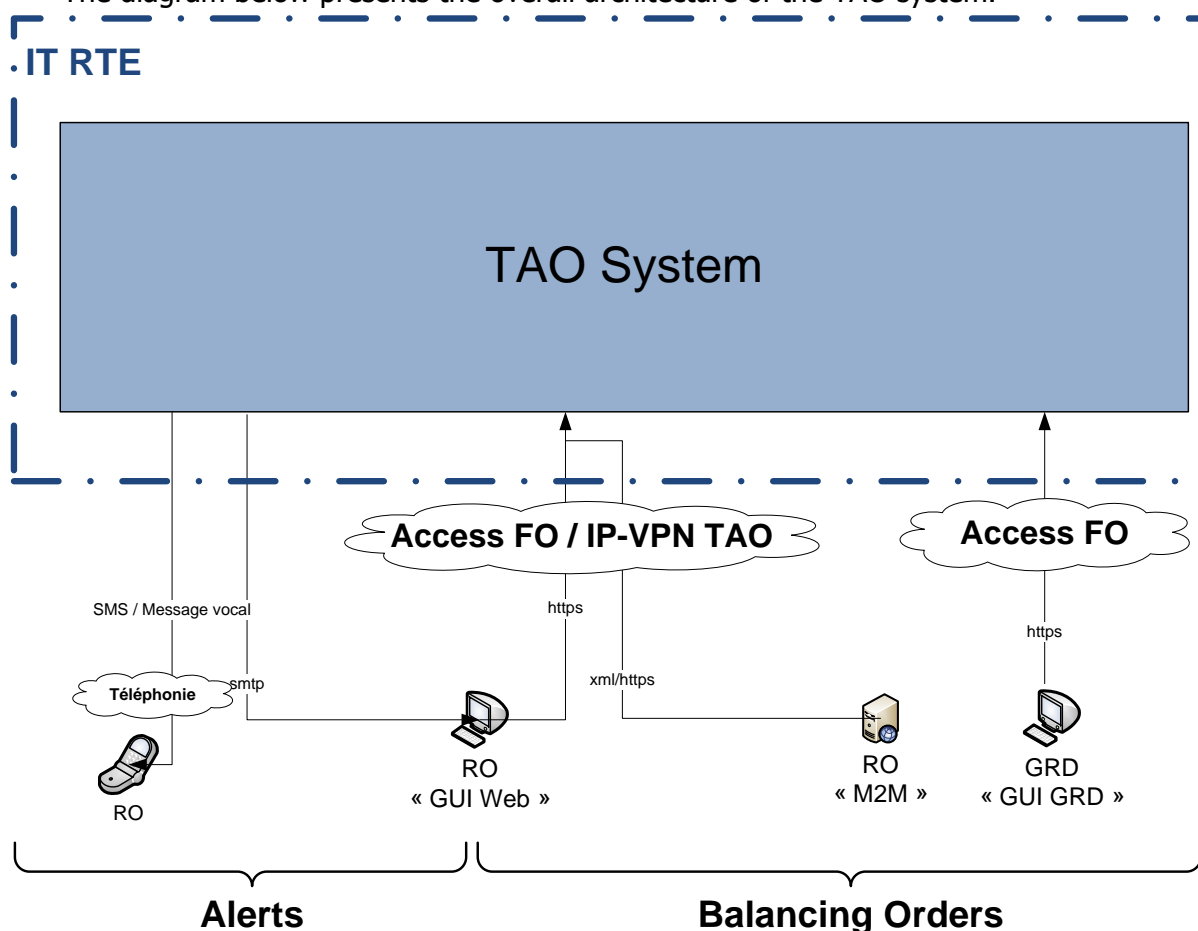 The diagram below presents the overall architecture of the TAO system.
IT RTE
TAO System
Access FO / IP-VPN TAO
Access FO
SMS / Message vocal
https
https
Téléphonie
smtp
xml/https
RO
RO
« GUI Web »
RO
« M2M »
GRD
« GUI GRD »
Alerts
Balancing Orders